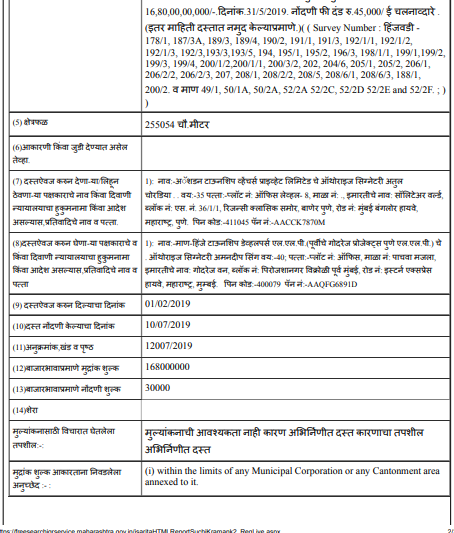 16,80,00,00,000/-.दिनांक.31/5/2019. नोंदणी फी दंड रु.45,000/ ई चलनाव्दारे .
(इतर माहिती दस्तात नमुद केल्याप्रमाणे.)( ( Survey Number : हिंजवडी -
178/1, 187/3A, 189/3, 189/4, 190/2, 191/1, 191/3, 192/1/1, 192/1/2,
192/1/3, 192/3,193/3,193/5, 194, 195/1, 195/2, 196/3, 198/1/1, 199/1,199/2,
199/3, 199/4, 200/1/2,200/1/1, 200/3/2, 202, 204/6, 205/1, 205/2, 206/1,
206/2/2, 206/2/3, 207, 208/1, 208/2/2, 208/5, 208/6/1, 208/6/3, 188/1,
200/2. व माण 49/1, 50/1A, 50/2A, 52/2A 52/2C, 52/2D 52/2E and 52/2F. ; )
)
(5) क्षेत्रफळ
255054 चौ.मीटर
(6)आकारणी किंवा जुडी देण्यात असेल
तेव्हा.
(7) दस्तऐवज करुन देणा-या/लिहून
ठेवणा-या पक्षकाराचे नाव किंवा दिवाणी
न्यायालयाचा हुकुमनामा किंवा आदेश
असल्यास,प्रतिवादिचे नाव व पत्ता.
1): नाव:-अॅशडन टाऊनशिप व्हेंचर्स प्रायव्हेट लिमिटेड चे ऑथोराइज सिग्नेटरी अतुल
चोरडिया . . वय:-35 पत्ता:-प्लॉट नं: ऑफिस लेव्हल- 8, माळा नं: ., इमारतीचे नाव: सॉलिटेअर वर्ल्ड,
ब्लॉक नं: एस. नं. 36/1/1, रिजन्सी क्लासिक समोर, बाणेर पुणे, रोड नं: मुंबई बंगलोर हायवे,
महाराष्ट्र, पुणे. पिन कोड:-411045 पॅन नं:-AACCK7870M
(8)दस्तऐवज करुन घेणा-या पक्षकाराचे व
किंवा दिवाणी न्यायालयाचा हुकुमनामा
किंवा आदेश असल्यास,प्रतिवादिचे नाव व
पत्ता
1): नाव:-माण-हिंजे टाऊनशिप डेव्हलपर्स एल.एल.पी.(पूर्वीचे गोदरेज प्रोजेक्ट्स पुणे एल.एल.पी.) चे
. ऑथोराइज सिग्नेटरी अमनदीप सिंग वय:-40; पत्ता:-प्लॉट नं: ऑफिस, माळा नं: पाचवा मजला,
इमारतीचे नाव: गोदरेज वन, ब्लॉक नं: पिरोजशानगर विक्रोळी पूर्व मुंबई, रोड नं: इस्टर्न एक्सप्रेस
हायवे, महाराष्ट्र, मुम्बई. पिन कोड:-400079 पॅन नं:-AAQFG6891D
(9) दस्तऐवज करुन दिल्याचा दिनांक
01/02/2019
(10)दस्त नोंदणी केल्याचा दिनांक
10/07/2019
(11)अनुक्रमांक,खंड व पृष्ठ
12007/2019
(12)बाजारभावाप्रमाणे मुद्रांक शुल्क
168000000
(13)बाजारभावाप्रमाणे नोंदणी शुल्क
30000
(14)शेरा
मुल्यांकनासाठी विचारात घेतलेला
तपशील:-:
मुल्यांकनाची आवश्यकता नाही कारण अभिनिर्णीत दस्त कारणाचा तपशील
अभिनिर्णीत दस्त
मुद्रांक शुल्क आकारताना निवडलेला
अनुच्छेद :- :
(i) within the limits of any Municipal Corporation or any Cantonment area
annexed to it.